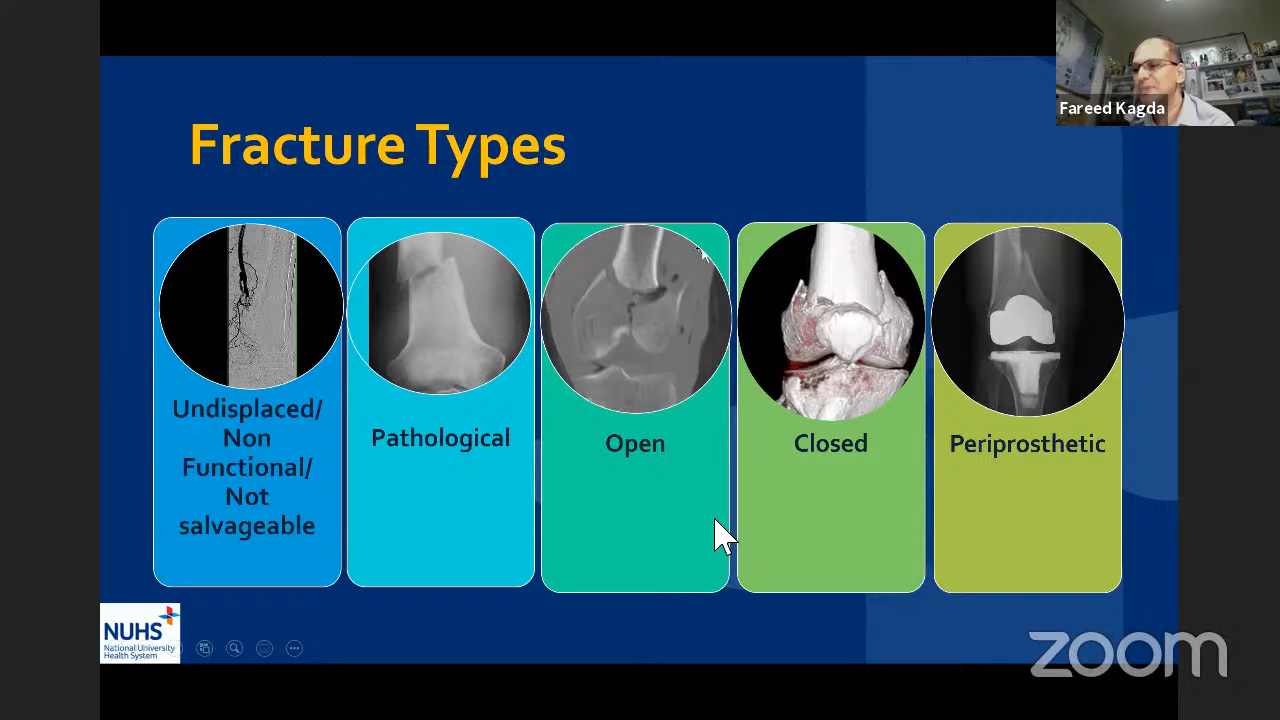 Fareed Kagda
Fracture Types
Undisplaced/
Non
Functional/
Not
salvageable
Pathological
Open
Closed
Periprosthetic
NUHS
National University
Health System
zoom